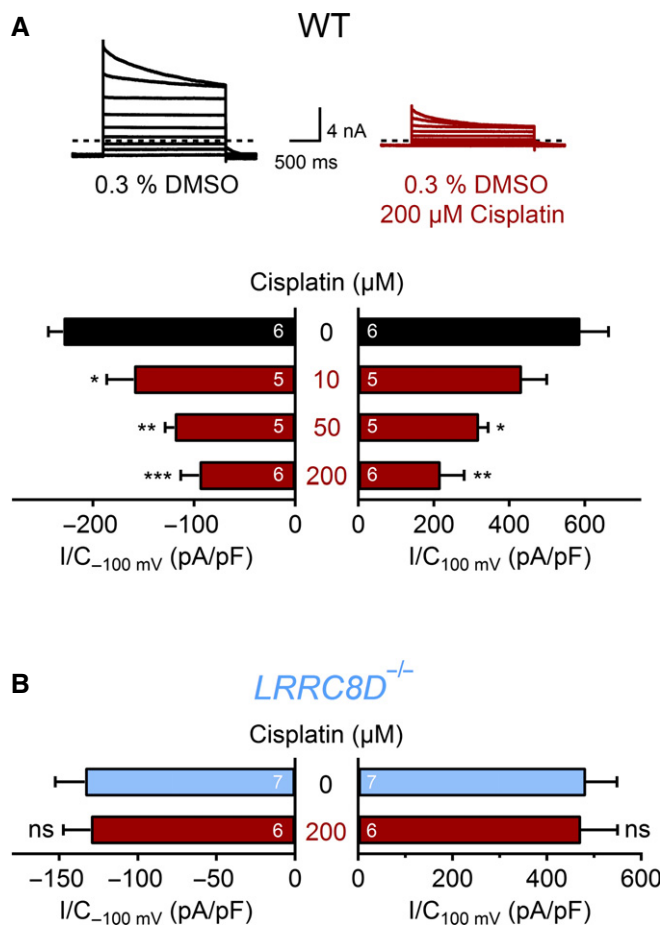 A
WT
4 nA
500 ms
0.3 % DMSO
0.3 % DMSO
200 µM Cisplatin
Cisplatin (µM)
6 0 6
* 5 10 5
** 5 50 5 *
*** 6 200 6 **
−200 −100 0 0 200 400 600
I/C−100 mV (pA/pF) I/C100 mV (pA/pF)
B
LRRC8D−/−
Cisplatin (µM)
7 0 7
ns 6 200 6 ns
−150 −100 −50 0 0 200 400 600
I/C−100 mV (pA/pF) I/C100 mV (pA/pF)